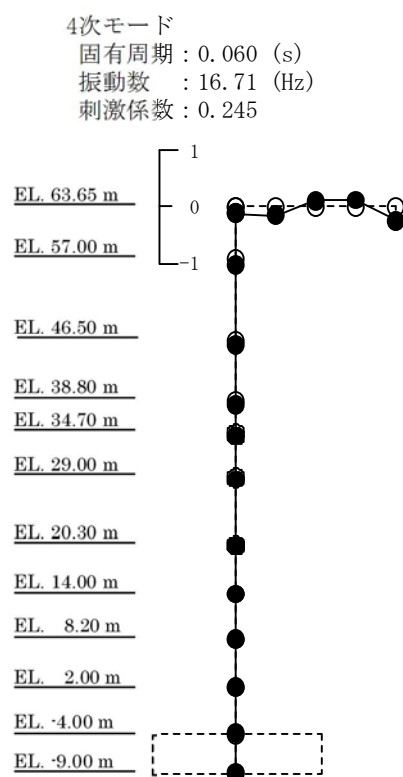 4次モード
固有周期：0.060 (s)
振動数　：16.71 (Hz)
刺激係数：0.245
1
EL. 63.65 m
0
EL. 57.00 m
-1
EL. 46.50 m
EL. 38.80 m
EL. 34.70 m
EL. 29.00 m
EL. 20.30 m
EL. 14.00 m
EL. 8.20 m
EL. 2.00 m
EL. -4.00 m
EL. -9.00 m